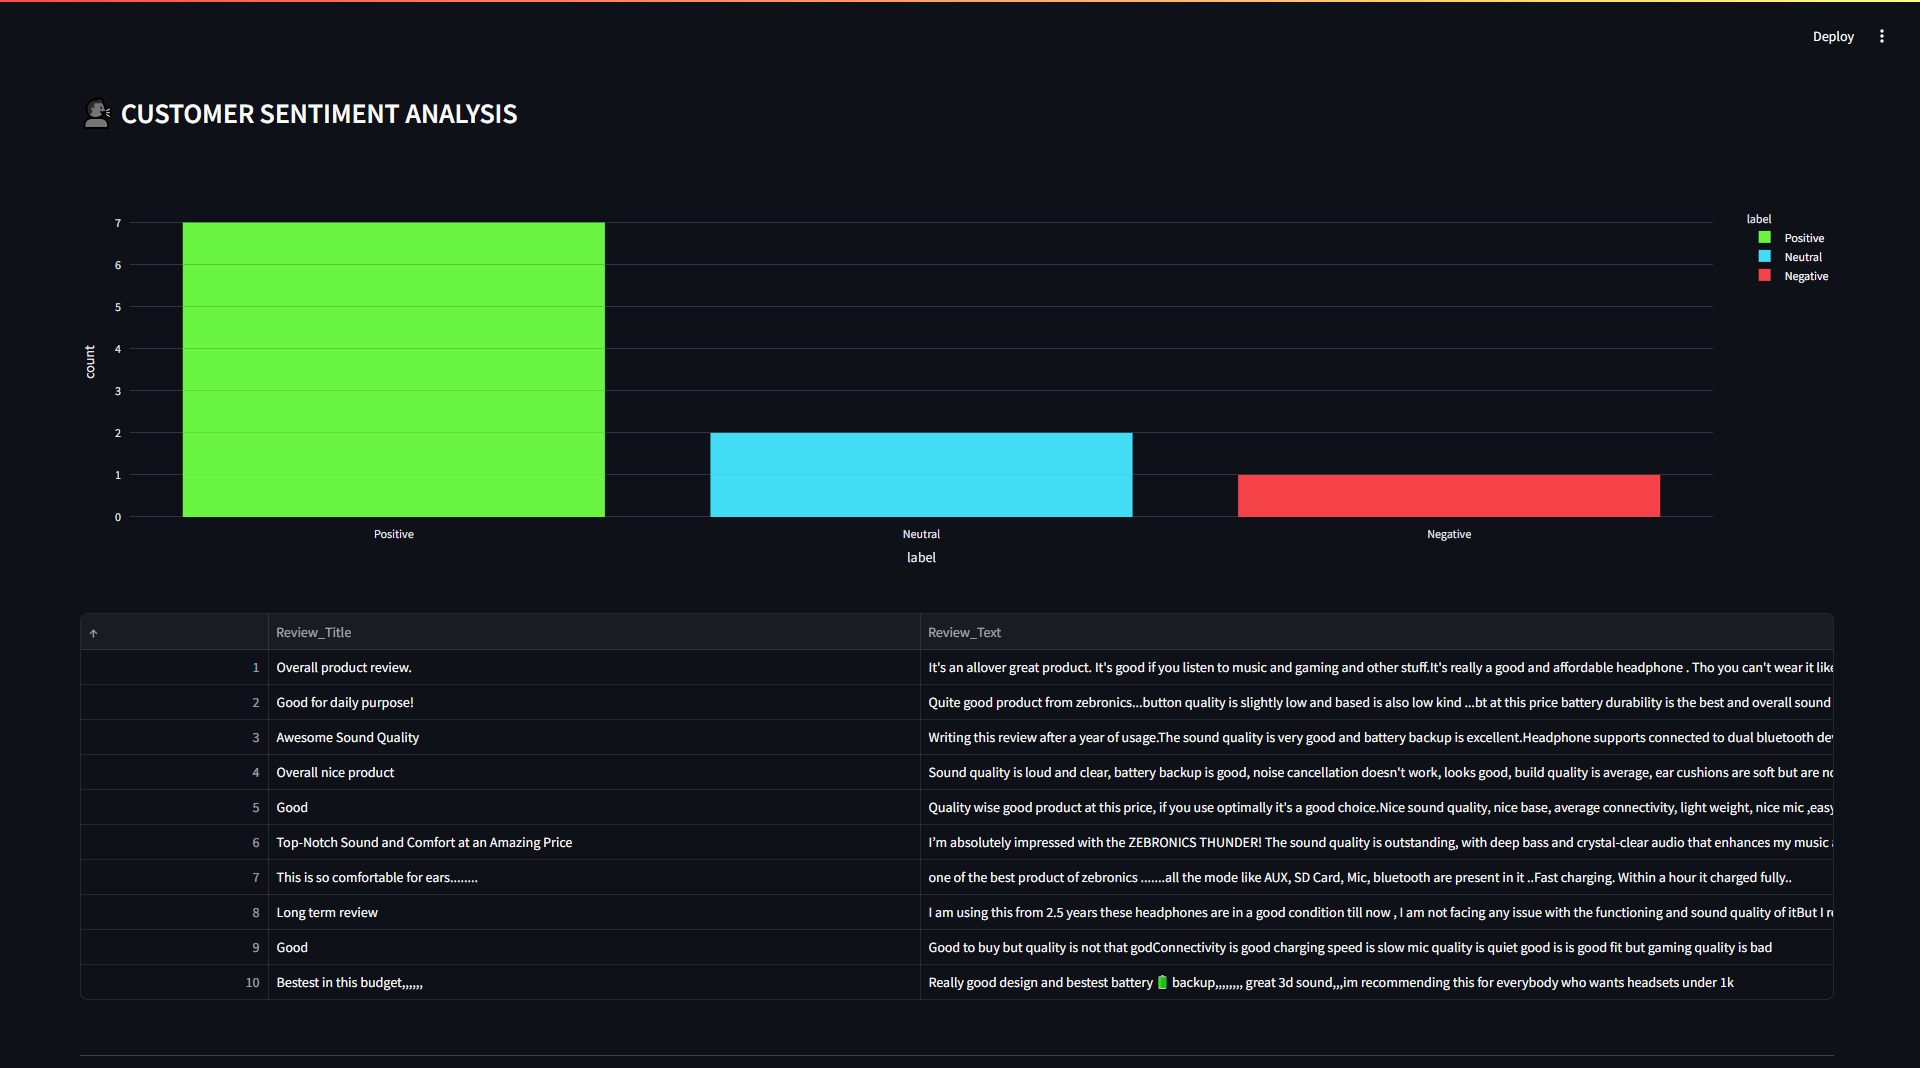 Deploy
CUSTOMER SENTIMENT ANALYSIS
label
Positive
Neutral
Negative
7
6
5
4
3
2
1
0
count
Positive Neutral Negative
label
Review_Title Review_Text
1 Overall product review. It's an allover great product. It's good if you listen to music and gaming and other stuff.It's really a good and affordable headphone . Tho you can't wear it like
2 Good for daily purpose! Quite good product from zebronics...button quality is slightly low and based is also low kind ...bt at this price battery durability is the best and overall sound
3 Awesome Sound Quality Writing this review after a year of usage.The sound quality is very good and battery backup is excellent.Headphone supports connected to dual bluetooth
4 Overall nice product Sound quality is loud and clear, battery backup is good, noise cancellation doesn't work, looks good, build quality is average, ear cushions are soft but are
5 Good Quality wise good product at this price, if you use optimally it's a good choice.Nice sound quality, nice base, average connectivity, light weight, nice mic ,easy
6 Top-Notch Sound and Comfort at an Amazing Price I'm absolutely impressed with the ZEBRONICS THUNDER! The sound quality is outstanding, with deep bass and crystal-clear audio that enhances my music
7 This is so comfortable for ears........ one of the best product of zebronics .......all the mode like AUX, SD Card, Mic, bluetooth are present in it ..Fast charging. Within a hour it charged fully..
8 Long term review I am using this from 2.5 years these headphones are in a good condition till now , I am not facing any issue with the functioning and sound quality of itBut I
9 Good Good to buy but quality is not that godConnectivity is good charging speed is slow mic quality is quiet good is is good fit but gaming quality is bad
10 Bestest in this budget,,,,,, Really good design and bestest battery🔋backup,,,,,,,, great 3d sound,,,im recommending this for everybody who wants headsets under 1k